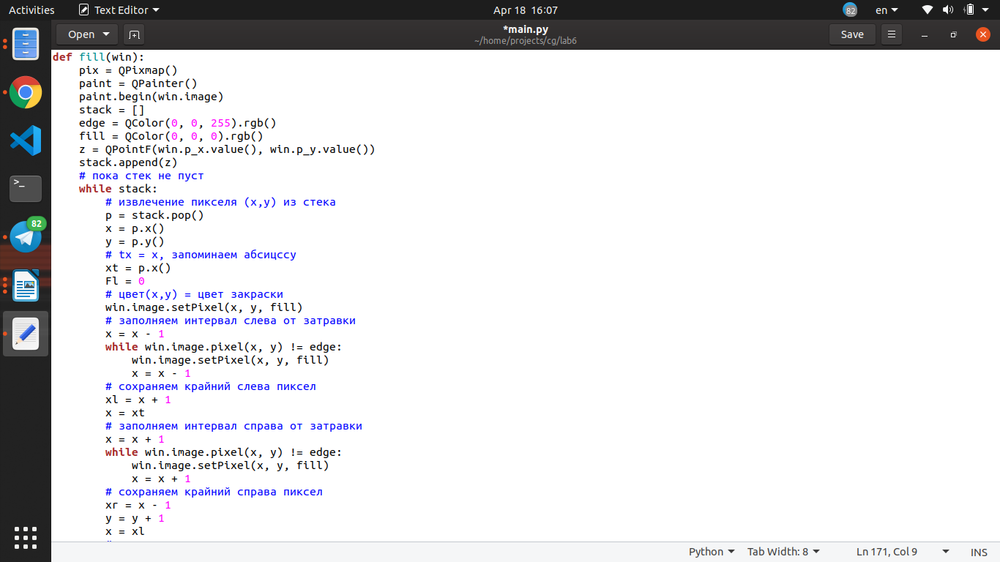 Activities Text Editor Apr 18 16:07 82 en
Open *main.py Save
~/home/projects/cg/lab6
def fill(win):
    pix = QPixmap()
    paint = QPainter()
    paint.begin(win.image)
    stack = []
    edge = QColor(0, 0, 255).rgb()
    fill = QColor(0, 0, 0).rgb()
    z = QPointF(win.p_x.value(), win.p_y.value())
    stack.append(z)
    # пока стек не пуст
    while stack:
        # извлечение пикселя (x,y) из стека
        p = stack.pop()
        x = p.x()
        y = p.y()
        # tx = x, запоминаем абсицссу
        xt = p.x()
        Fl = 0
        # цвет(x,y) = цвет закраски
        win.image.setPixel(x, y, fill)
        # заполняем интервал слева от затравки
        x = x - 1
        while win.image.pixel(x, y) != edge:
            win.image.setPixel(x, y, fill)
            x = x - 1
        # сохраняем крайний слева пиксел
        xl = x + 1
        x = xt
        # заполняем интервал справа от затравки
        x = x + 1
        while win.image.pixel(x, y) != edge:
            win.image.setPixel(x, y, fill)
            x = x + 1
        # сохраняем крайний справа пиксел
        xr = x - 1
        y = y + 1
        x = xl
82
>_
Python Tab Width: 8 Ln 171, Col 9 INS